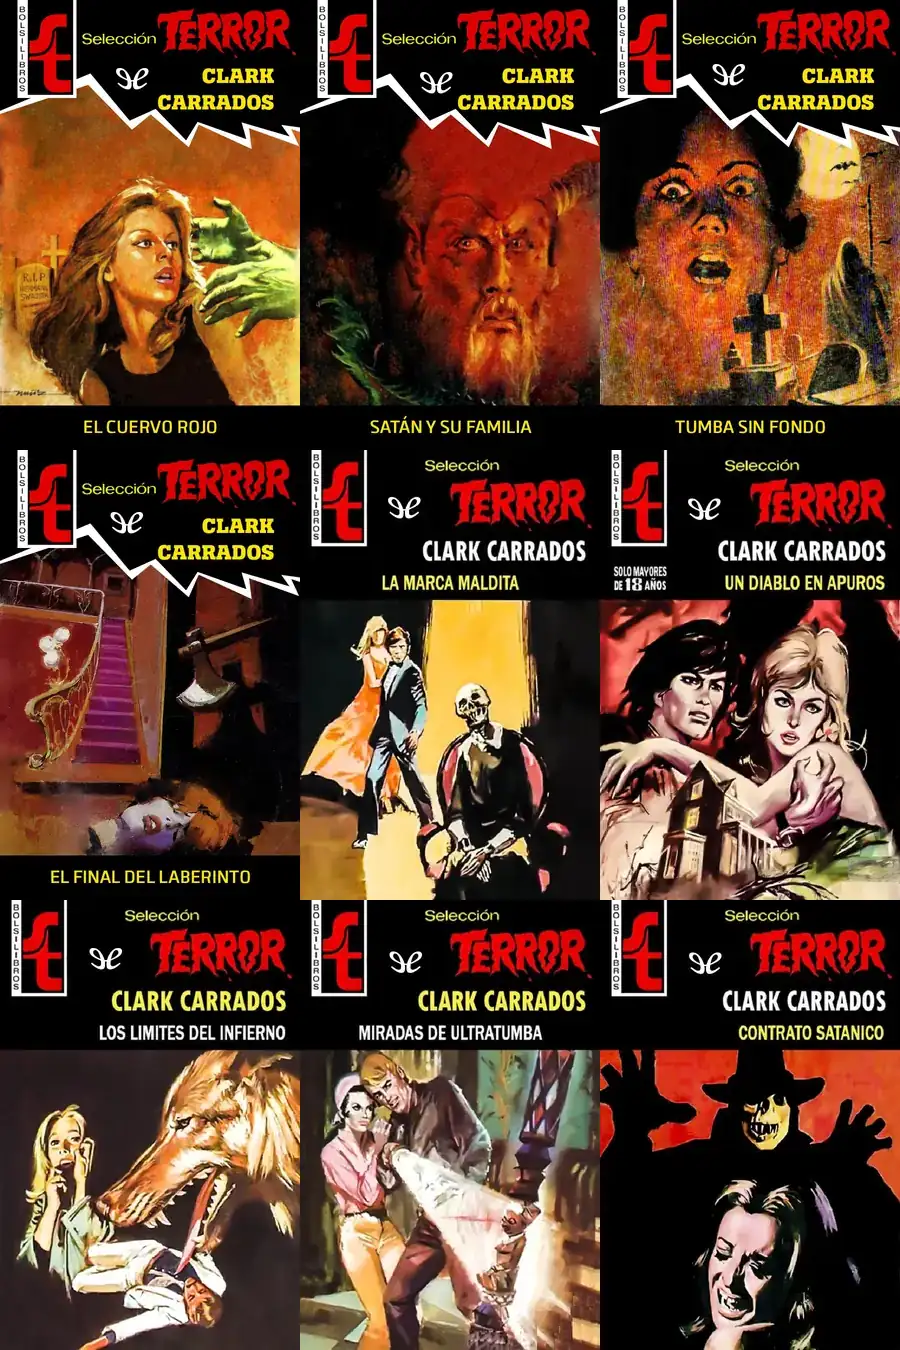 BOLSILIBROS
Selección TERROR
CLARK
CARRADOS
R.I.P
EL CUERVO ROJO
BOLSILIBROS
Selección TERROR
CLARK
CARRADOS
SATÁN Y SU FAMILIA
BOLSILIBROS
Selección TERROR
CLARK
CARRADOS
TUMBA SIN FONDO
BOLSILIBROS
Selección TERROR
CLARK
CARRADOS
EL FINAL DEL LABERINTO
BOLSILIBROS
Selección
TERROR
CLARK CARRADOS
LA MARCA MALDITA
BOLSILIBROS
Selección
TERROR
CLARK CARRADOS
SOLO MAYORES
DE 18 AÑOS
UN DIABLO EN APUROS
BOLSILIBROS
Selección
TERROR
CLARK CARRADOS
LOS LIMITES DEL INFIERNO
BOLSILIBROS
Selección
TERROR
CLARK CARRADOS
MIRADAS DE ULTRATUMBA
BOLSILIBROS
Selección
TERROR
CLARK CARRADOS
CONTRATO SATANICO